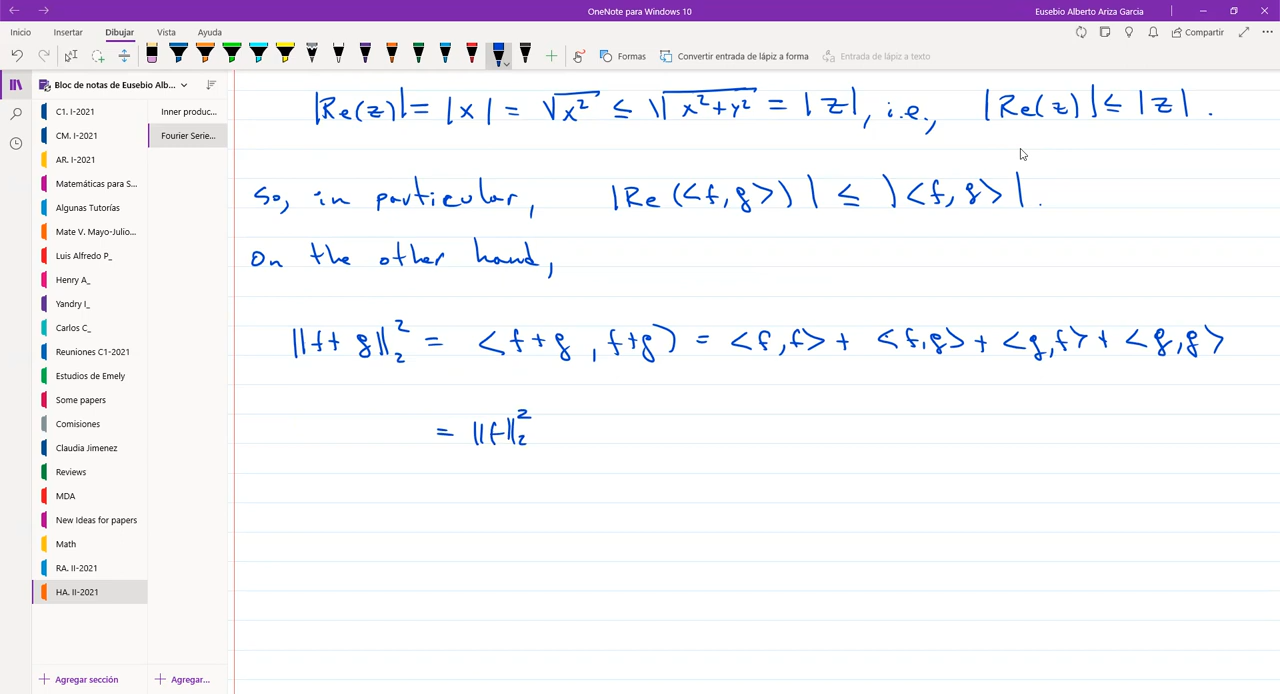 OneNote para Windows 10
Eusebio Alberto Ariza Garcia
Inicio Insertar Dibujar Vista Ayuda
Compartir
Formas
Convertir entrada de lápiz a forma
Entrada de lápiz a texto
Bloc de notas de Eusebio Alb...
C1. I-2021
CM. I-2021
AR. I-2021
Matemáticas para S...
Algunas Tutorías
Mate V. Mayo-Julio...
Luis Alfredo P_
Henry A_
Yandry I_
Carlos C_
Reuniones C1-2021
Estudios de Emely
Some papers
Comisiones
Claudia Jimenez
Reviews
MDA
New Ideas for papers
Math
RA. II-2021
HA. II-2021
Agregar sección
Inner produc...
Fourier Serie...
Agregar...
|Re(z)| = |x| = √x² ≤ √x²+y² = |z|, i.e., |Re(z)| ≤ |z|.
So, in particular, |Re(<f,g>)| ≤ |<f,g>|.
On the other hand,
||f+g||₂² = <f+g, f+g) = <f,f> + <f,g> + <g,f> + <g,g>
= ||f||₂²